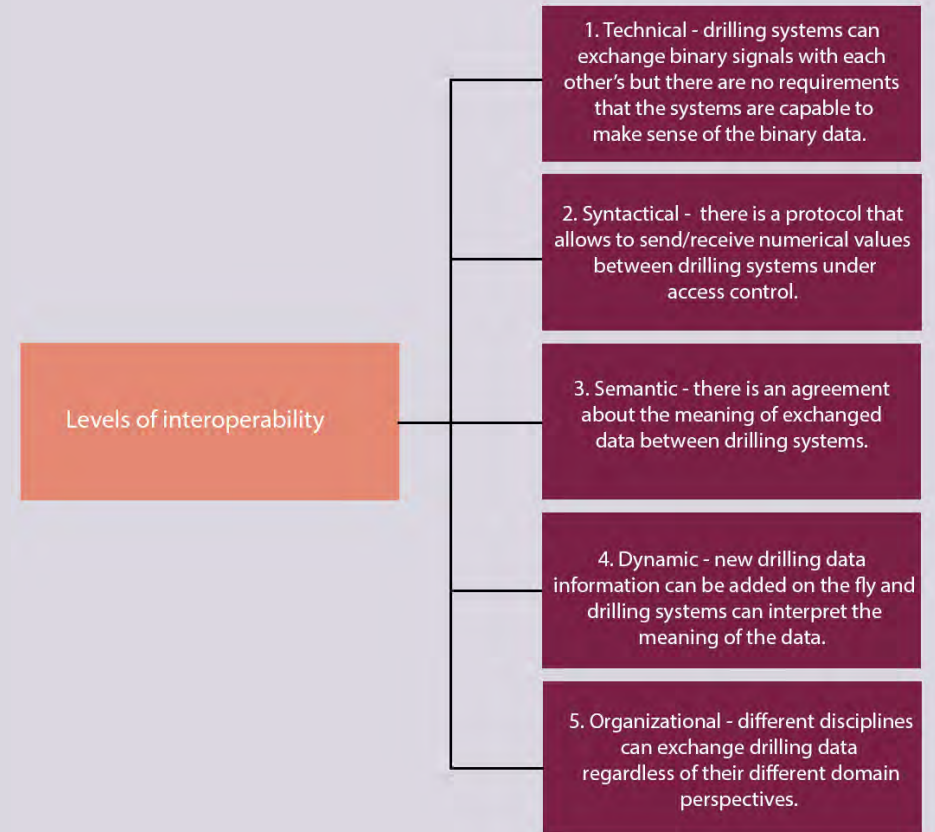 Levels of interoperability
1. Technical - drilling systems can
exchange binary signals with each
other's but there are no requirements
that the systems are capable to
make sense of the binary data.
2. Syntactical -  there is a protocol that
allows to send/receive numerical values
between drilling systems under
access control.
3. Semantic - there is an agreement
about the meaning of exchanged
data between drilling systems.
4. Dynamic - new drilling data
information can be added on the fly and
drilling systems can interpret the
meaning of the data.
5. Organizational - different disciplines
can exchange drilling data
regardless of their different domain
perspectives.